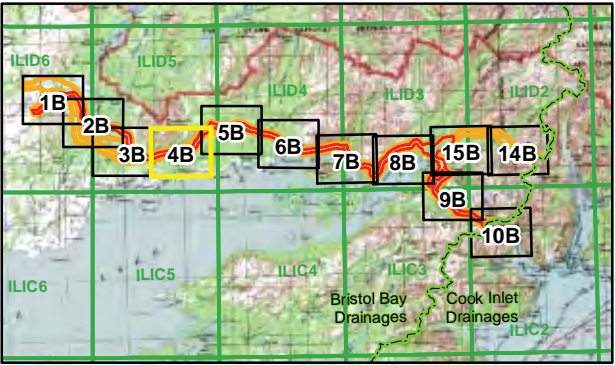 ILID6
ILID5
ILID4
ILID3
ILID2
1B
2B
3B
4B
5B
6B
7B
8B
15B
14B
9B
10B
ILIC6
ILIC5
ILIC4
ILIC3
ILIC2
Bristol Bay
Drainages
Cook Inlet
Drainages